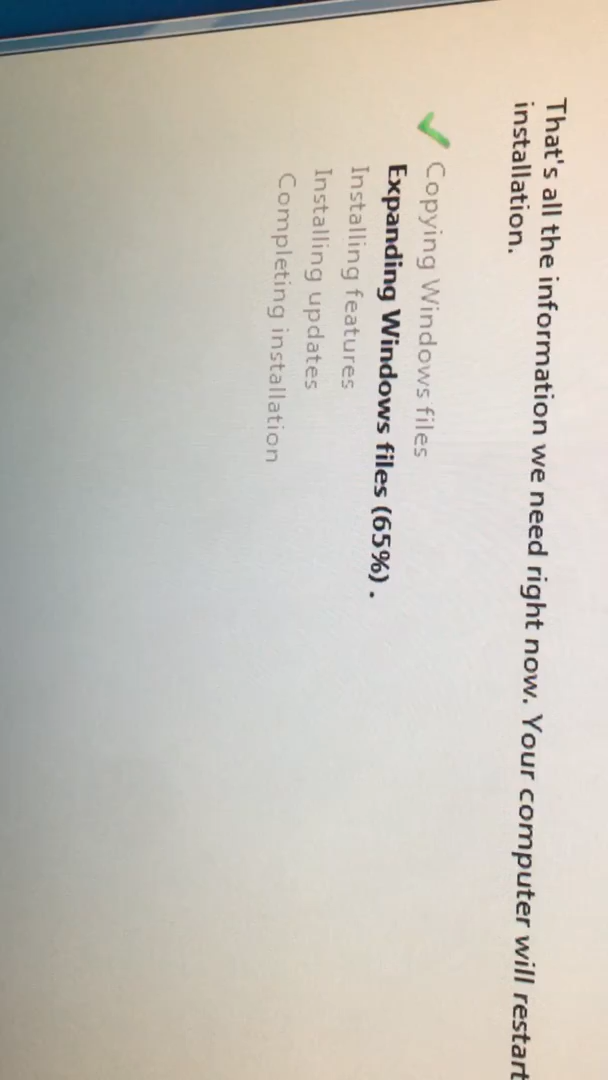 That's all the information we need right now. Your computer will restart
installation.
Copying Windows files
Expanding Windows files (65%) .
Installing features
Installing updates
Completing installation